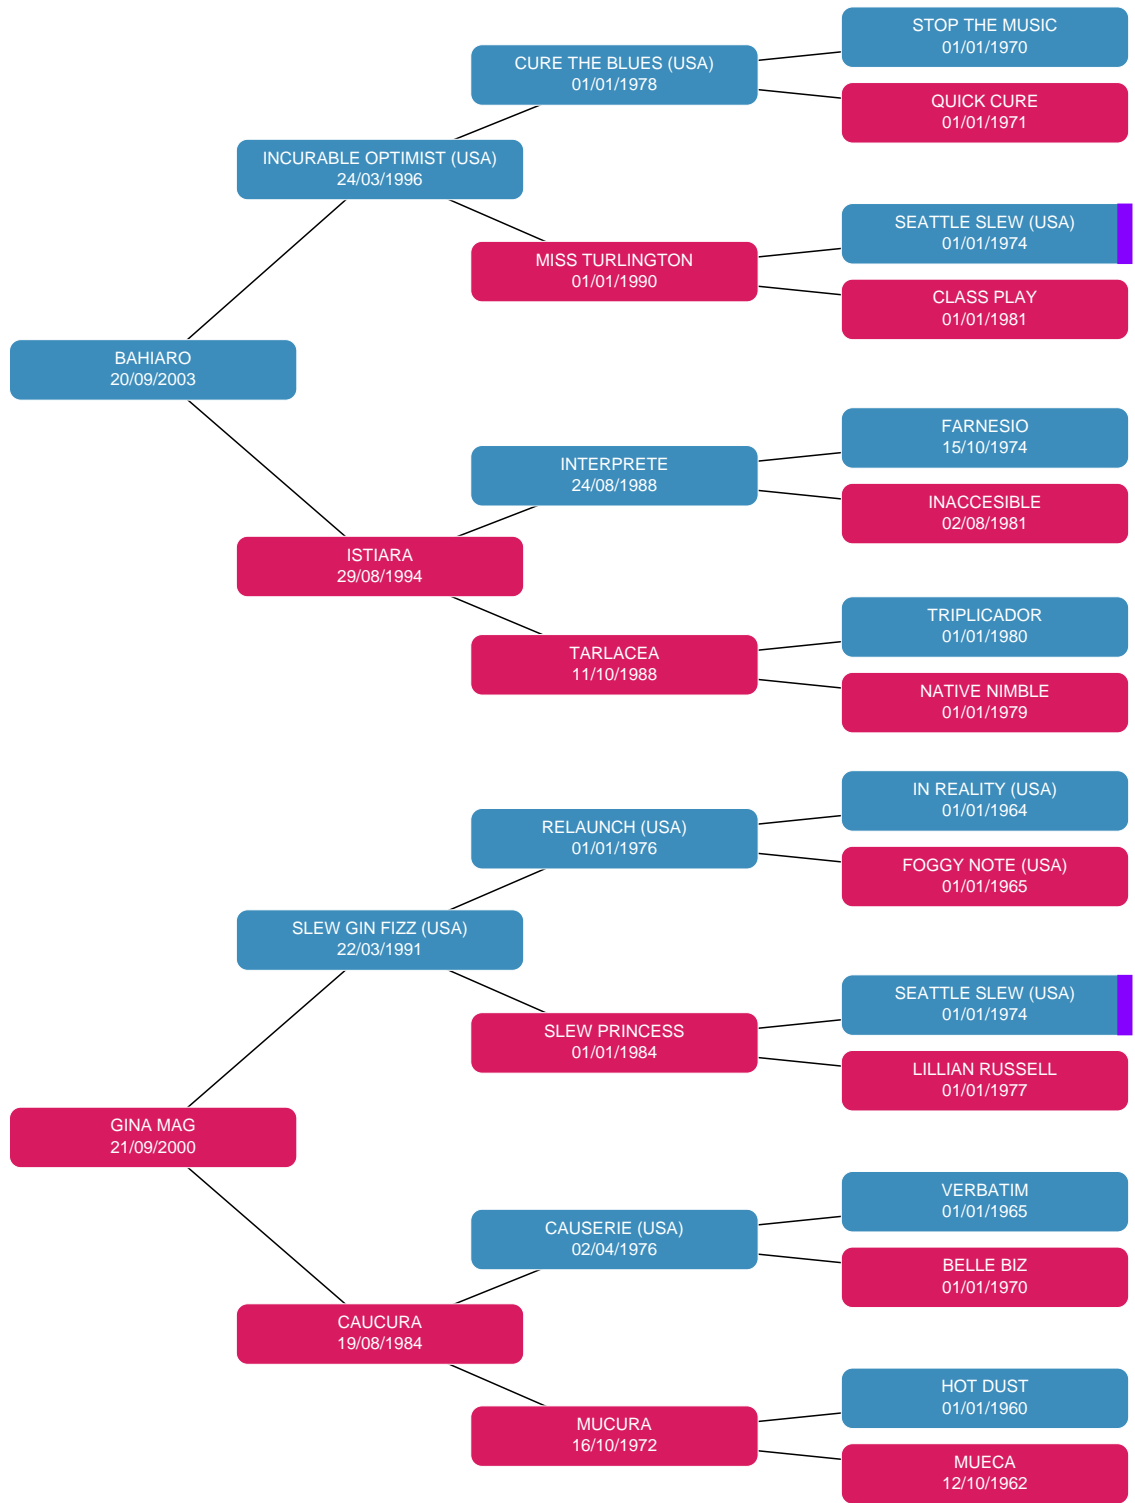 STOP THE MUSIC
01/01/1970
CURE THE BLUES (USA)
01/01/1978
QUICK CURE
01/01/1971
INCURABLE OPTIMIST (USA)
24/03/1996
SEATTLE SLEW (USA)
01/01/1974
MISS TURLINGTON
01/01/1990
CLASS PLAY
01/01/1981
BAHIARO
20/09/2003
FARNESIO
15/10/1974
INTERPRETE
24/08/1988
INACCESIBLE
02/08/1981
ISTIARA
29/08/1994
TRIPLICADOR
01/01/1980
TARLACEA
11/10/1988
NATIVE NIMBLE
01/01/1979
IN REALITY (USA)
01/01/1964
RELAUNCH (USA)
01/01/1976
FOGGY NOTE (USA)
01/01/1965
SLEW GIN FIZZ (USA)
22/03/1991
SEATTLE SLEW (USA)
01/01/1974
SLEW PRINCESS
01/01/1984
LILLIAN RUSSELL
01/01/1977
GINA MAG
21/09/2000
VERBATIM
01/01/1965
CAUSERIE (USA)
02/04/1976
BELLE BIZ
01/01/1970
CAUCURA
19/08/1984
HOT DUST
01/01/1960
MUCURA
16/10/1972
MUECA
12/10/1962